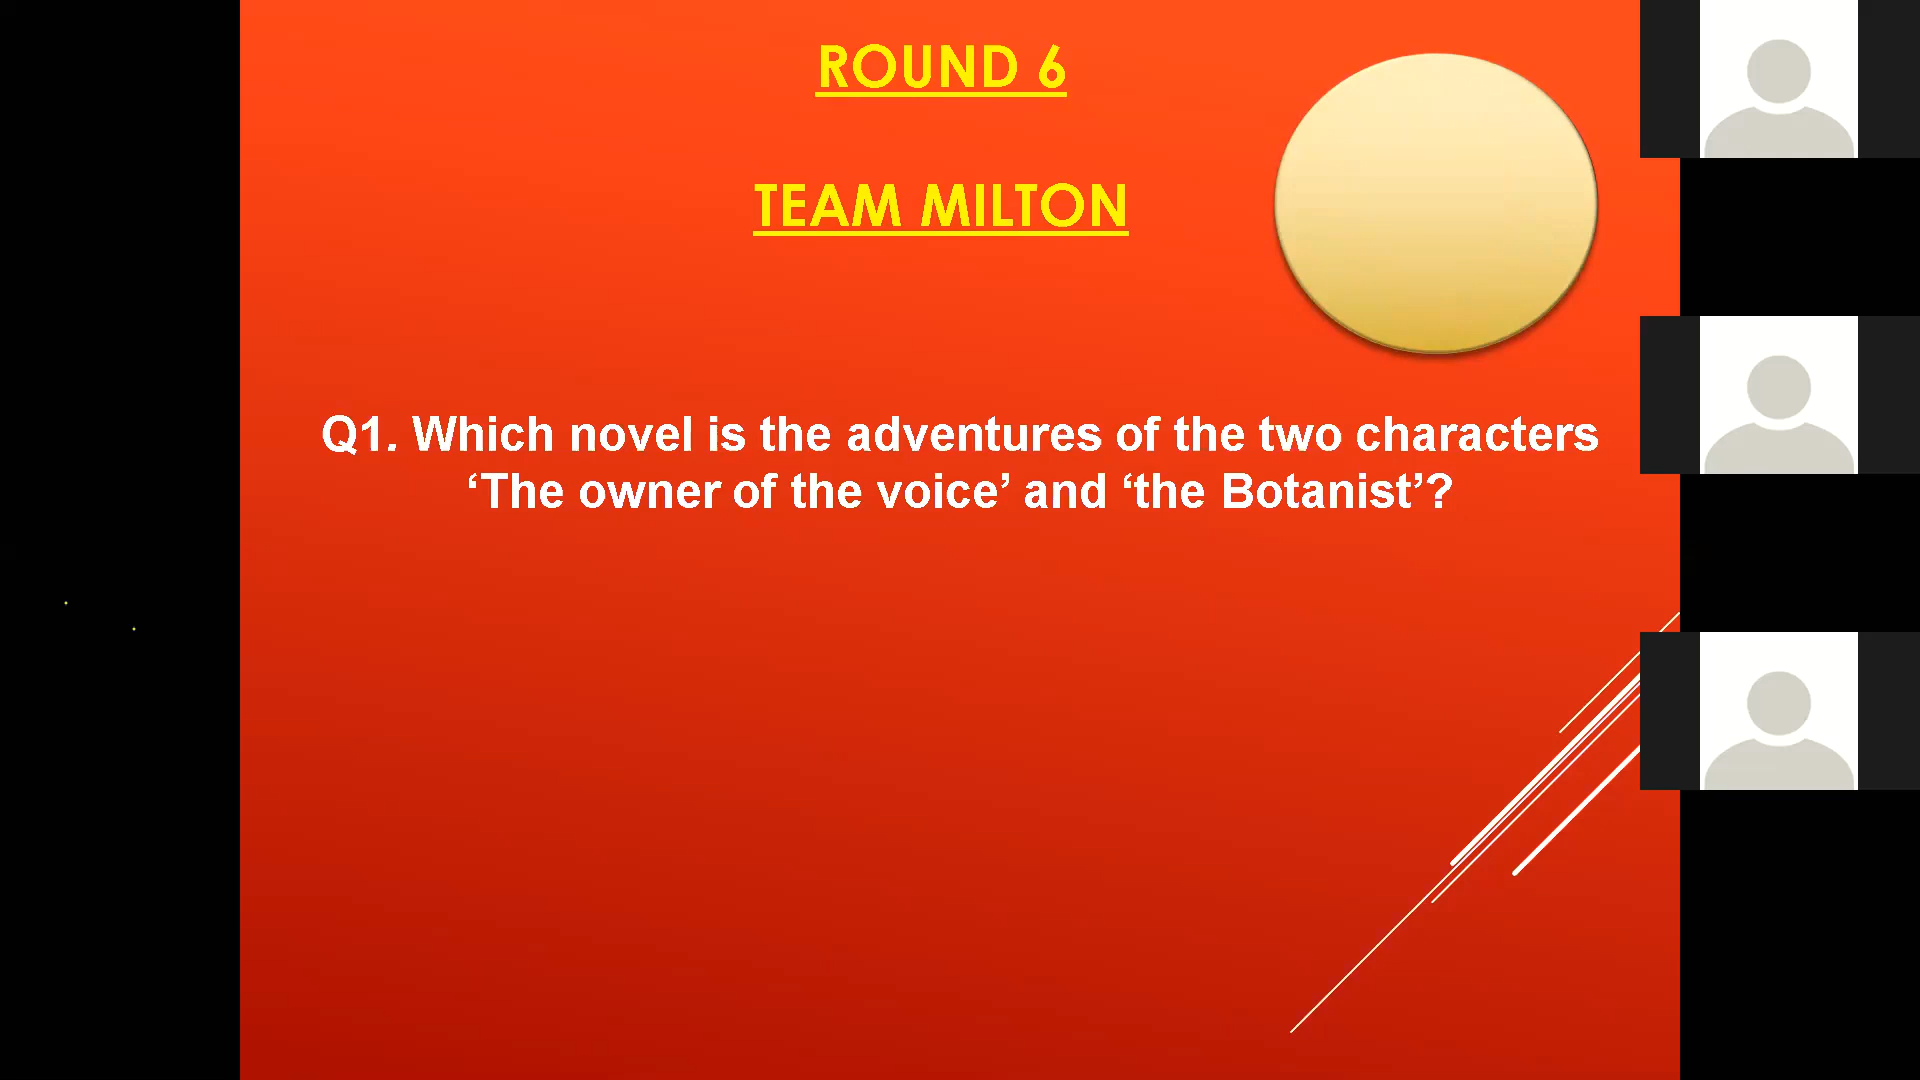 ROUND 6
TEAM MILTON
Q1. Which novel is the adventures of the two characters
‘The owner of the voice’ and ‘the Botanist’?